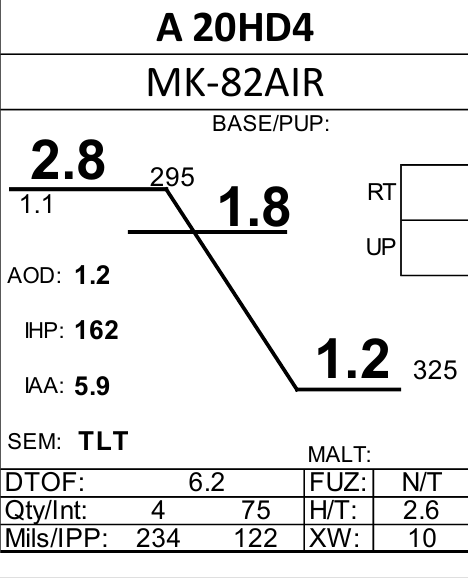 A 20HD4
MK-82AIR
BASE/PUP:
2.8
295
1.1
1.8
RT
UP
AOD: 1.2
IHP: 162
1.2 325
IAA: 5.9
SEM: TLT
MALT:
DTOF: 6.2 FUZ: N/T
Qty/Int: 4 75 H/T: 2.6
Mils/IPP: 234 122 XW: 10